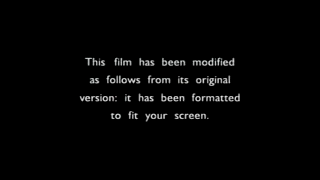 This film has been modified
as follows from its original
version: it has been formatted
to fit your screen.